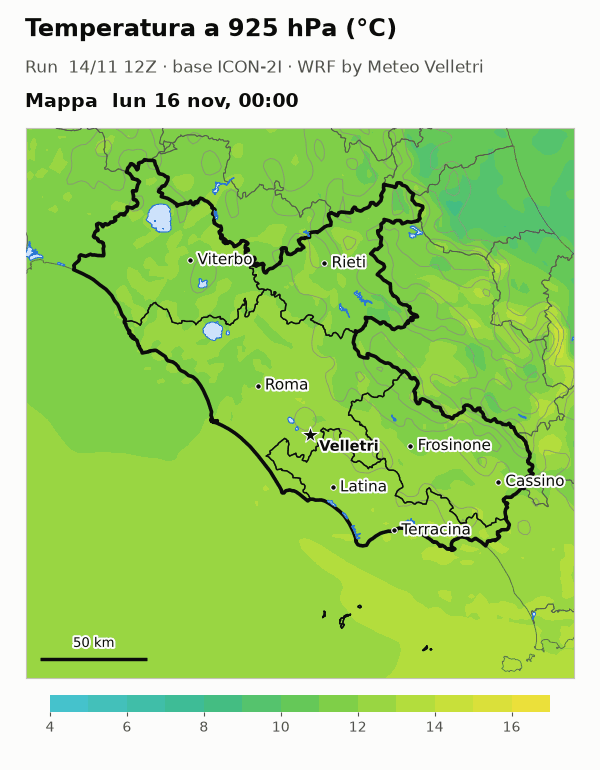 Temperatura a 925 hPa (°C)
Run  14/11 12Z · base ICON-2I · WRF by Meteo Velletri
Mappa  lun 16 nov, 00:00
Viterbo
Rieti
Roma
Velletri
Frosinone
Latina
Cassino
Terracina
50 km
4 6 8 10 12 14 16